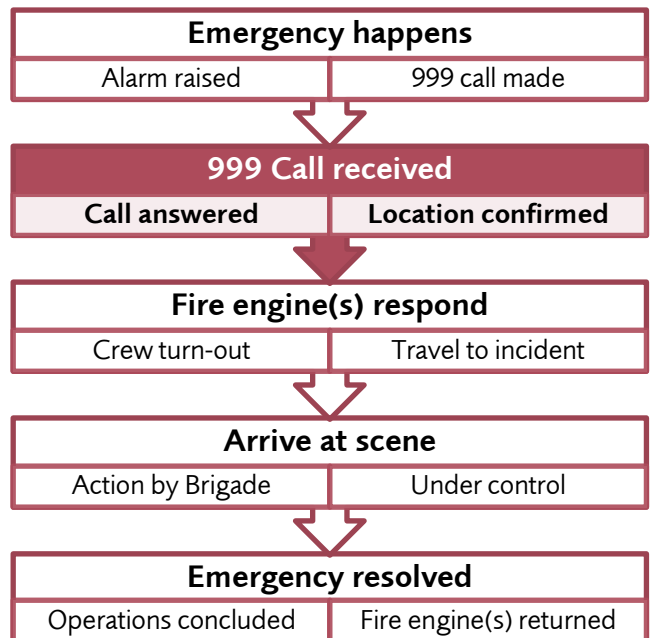 Emergency happens
Alarm raised 999 call made
999 Call received
Call answered Location confirmed
Fire engine(s) respond
Crew turn-out Travel to incident
Arrive at scene
Action by Brigade Under control
Emergency resolved
Operations concluded Fire engine(s) returned